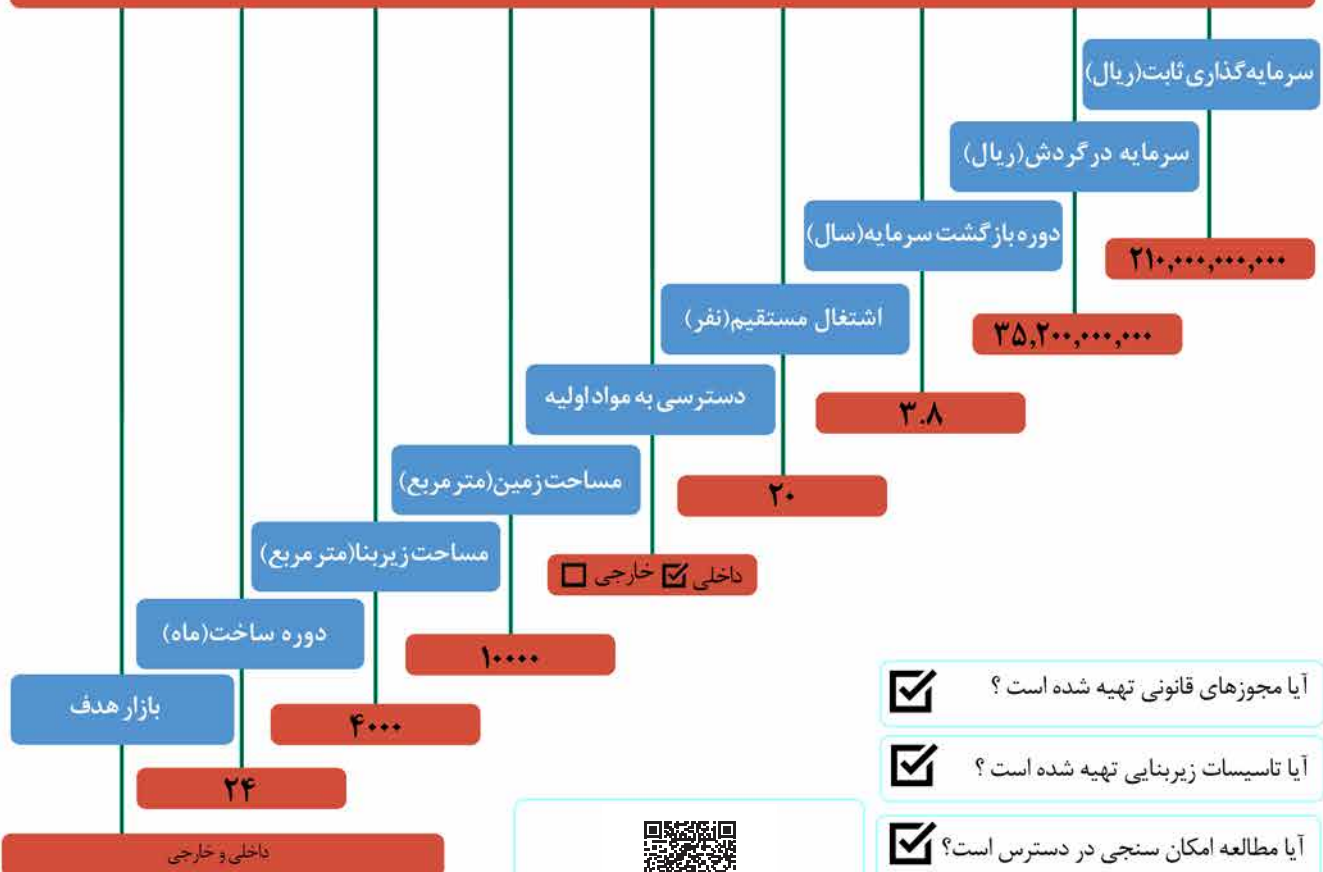 سرمایه‌گذاری ثابت(ریال)
۲۱۰,۰۰۰,۰۰۰,۰۰۰
سرمایه در گردش(ریال)
۳۵,۲۰۰,۰۰۰,۰۰۰
دوره بازگشت سرمایه(سال)
۳.۸
اشتغال مستقیم(نفر)
۲۰
دسترسی به مواد اولیه
داخلی ☑ خارجی ☐
مساحت زمین(متر مربع)
۱۰۰۰۰
مساحت زیربنا(متر مربع)
۴۰۰۰
دوره ساخت(ماه)
۲۴
بازار هدف
داخلی و خارجی
آیا مجوزهای قانونی تهیه شده است ؟ ☑
آیا تاسیسات زیربنایی تهیه شده است ؟ ☑
آیا مطالعه امکان سنجی در دسترس است؟ ☑